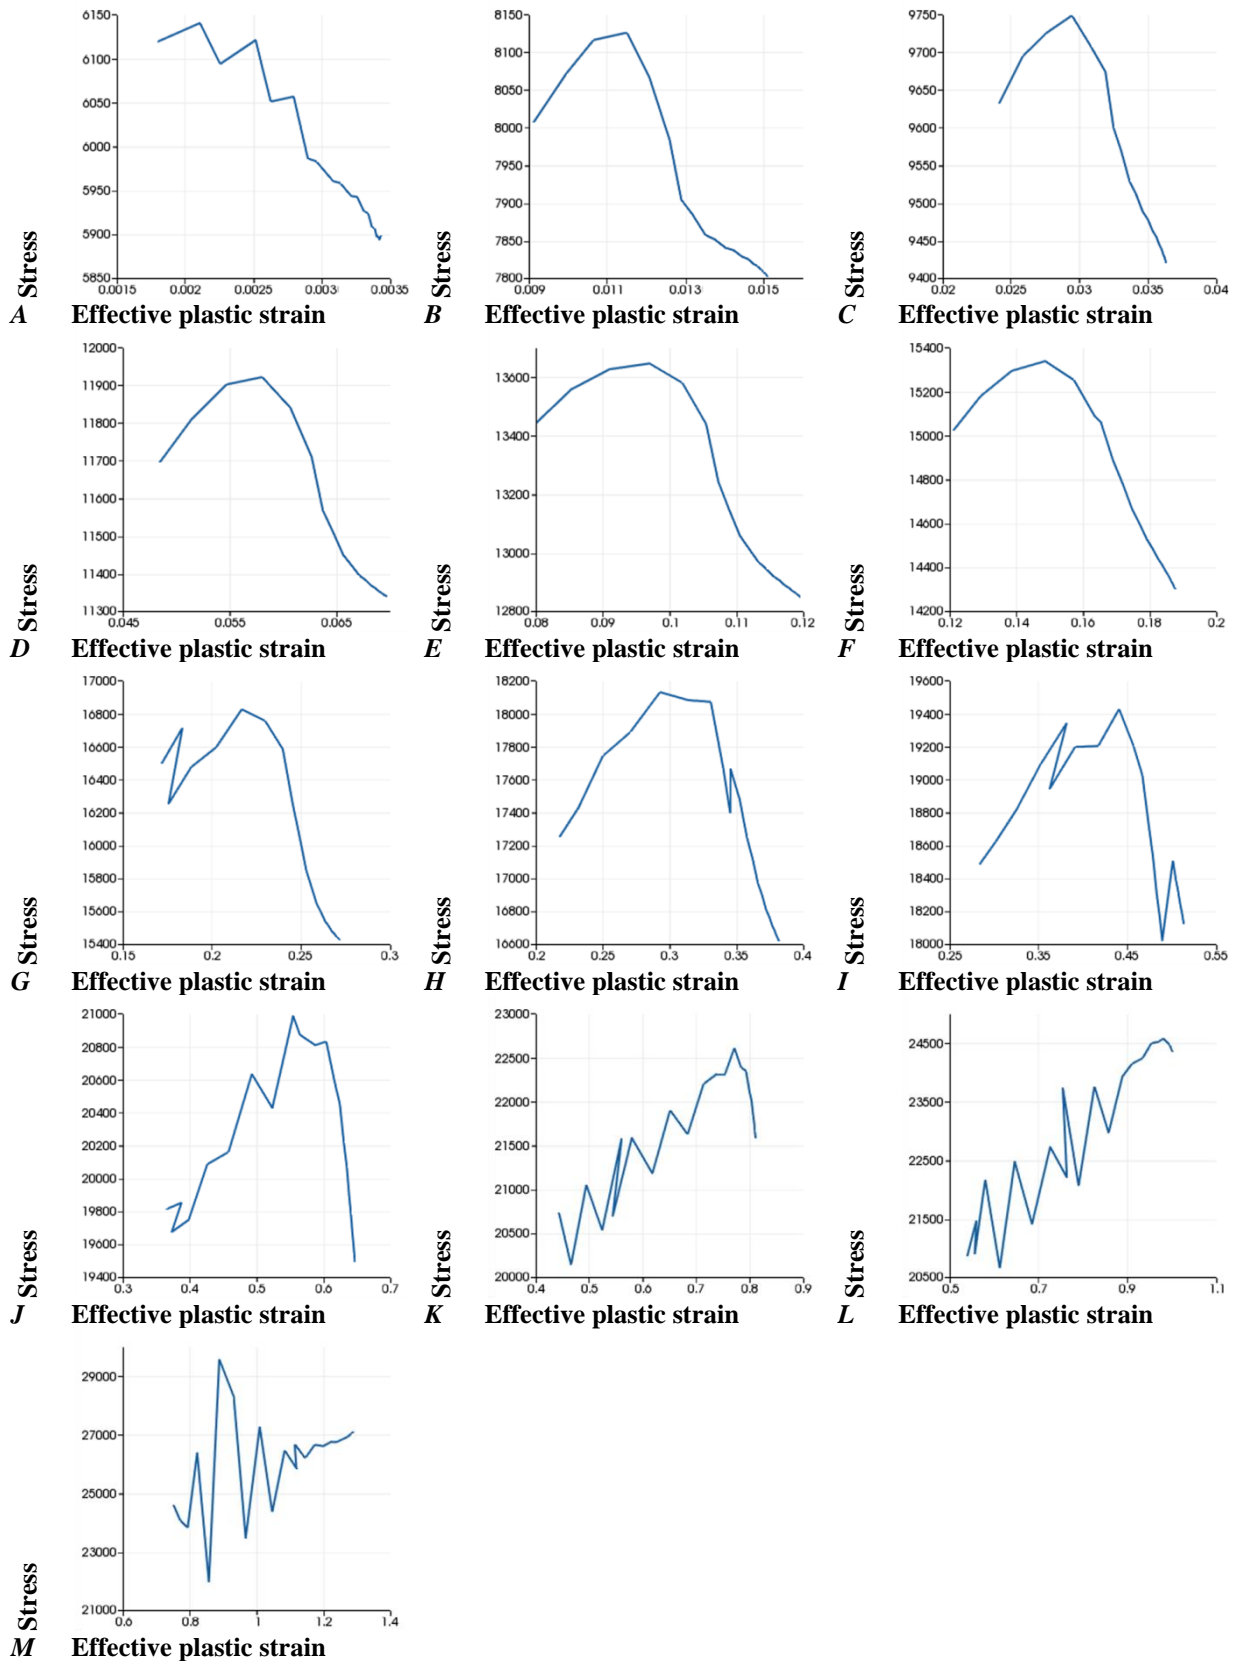 6150
6100
6050
6000
5950
5900
5850
0.0015 0.002 0.0025 0.003 0.0035
Stress
A Effective plastic strain
8150
8100
8050
8000
7950
7900
7850
7800
0.009 0.011 0.013 0.015
Stress
B Effective plastic strain
9750
9700
9650
9600
9550
9500
9450
9400
0.02 0.025 0.03 0.035 0.04
Stress
C Effective plastic strain
12000
11900
11800
11700
11600
11500
11400
11300
0.045 0.055 0.065
Stress
D Effective plastic strain
13600
13400
13200
13000
12800
0.08 0.09 0.1 0.11 0.12
Stress
E Effective plastic strain
15400
15200
15000
14800
14600
14400
14200
0.12 0.14 0.16 0.18 0.2
Stress
F Effective plastic strain
17000
16800
16600
16400
16200
16000
15800
15600
15400
0.15 0.2 0.25 0.3
Stress
G Effective plastic strain
18200
18000
17800
17600
17400
17200
17000
16800
16600
0.2 0.25 0.3 0.35 0.4
Stress
H Effective plastic strain
19600
19400
19200
19000
18800
18600
18400
18200
18000
0.25 0.35 0.45 0.55
Stress
I Effective plastic strain
21000
20800
20600
20400
20200
20000
19800
19600
19400
0.3 0.4 0.5 0.6 0.7
Stress
J Effective plastic strain
23000
22500
22000
21500
21000
20500
20000
0.4 0.5 0.6 0.7 0.8 0.9
Stress
K Effective plastic strain
24500
23500
22500
21500
20500
0.5 0.7 0.9 1.1
Stress
L Effective plastic strain
29000
27000
25000
23000
21000
0.6 0.8 1 1.2 1.4
Stress
M Effective plastic strain